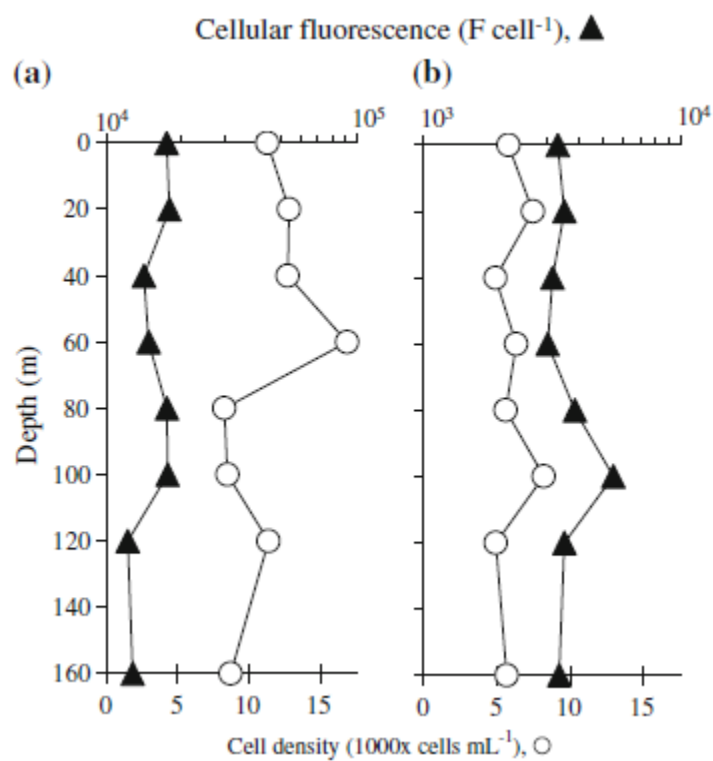 Cellular fluorescence (F cell⁻¹), ▲
(a) (b)
10⁴ 10⁵ 10³ 10⁴
0
20
40
60
80
100
120
140
160
Depth (m)
0 5 10 15 0 5 10 15
Cell density (1000x cells mL⁻¹), ○